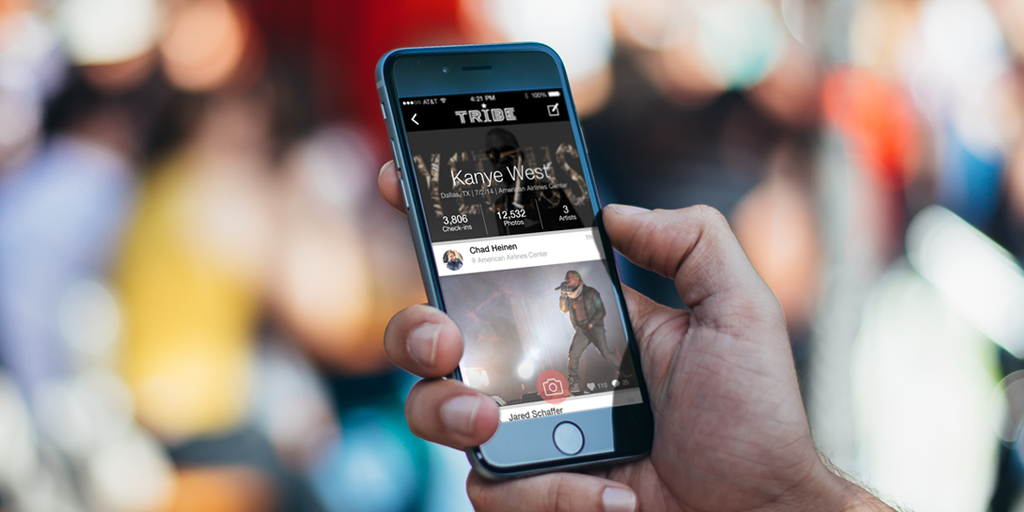 AT&T 4:21 PM 100%
TRIBE
YEEZUS
Kanye West
Dallas, TX | 7/2/14 | American Airlines Center
3,806 12,532 3
Check-ins Photos Artists
Chad Heinen
American Airlines Center
Jared Schaffer